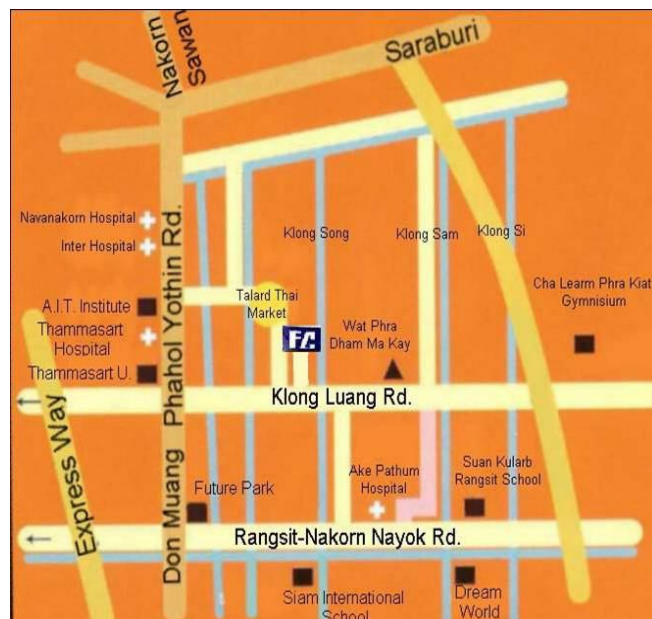 Nakorn
Sawan
Saraburi
Navanakorn Hospital
Inter Hospital
Klong Song
Klong Sam
Klong Si
Phahol Yothin Rd.
A.I.T. Institute
Thammasart
Hospital
Thammasart U.
Talard Thai
Market
Wat Phra
Dham Ma Kay
Cha Learm Phra Kiat
Gymnisium
Klong Luang Rd.
Express Way
Don Muang
Future Park
Ake Pathum
Hospital
Suan Kularb
Rangsit School
Rangsit-Nakorn Nayok Rd.
Siam International
School
Dream
World